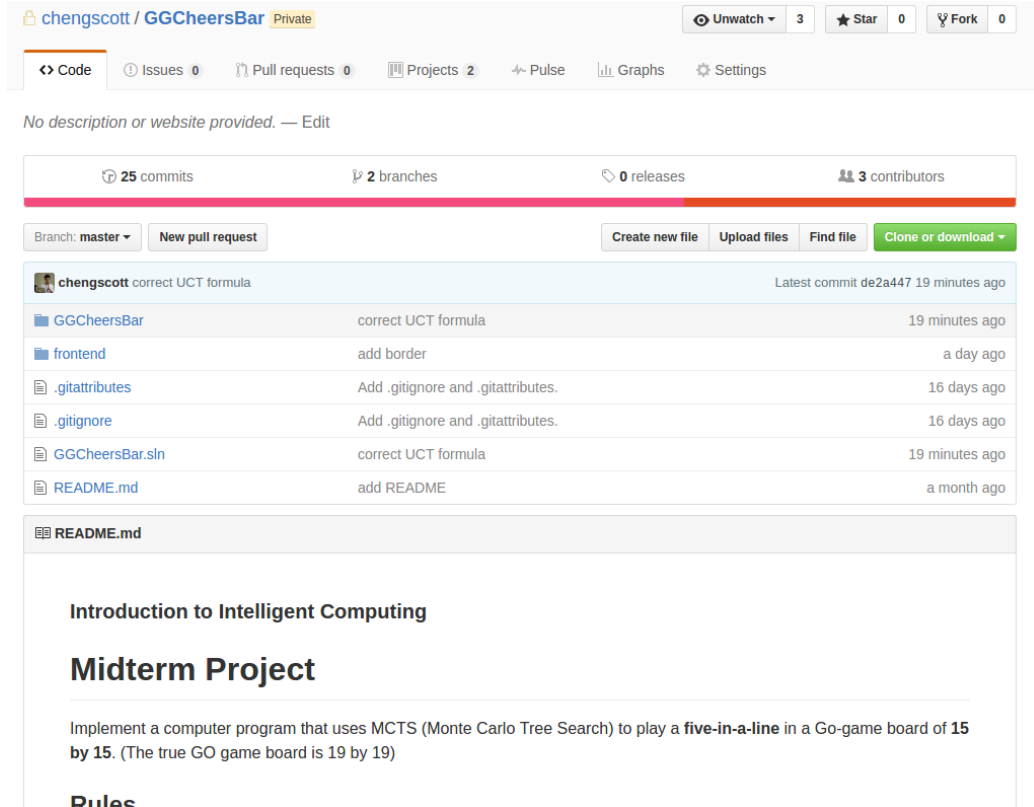 chengscott / GGCheersBar Private Unwatch 3 Star 0 Fork 0
Code Issues 0 Pull requests 0 Projects 2 Pulse Graphs Settings
No description or website provided. — Edit
25 commits 2 branches 0 releases 3 contributors
Branch: master New pull request Create new file Upload files Find file Clone or download
chengscott correct UCT formula Latest commit de2a447 19 minutes ago
GGCheersBar correct UCT formula 19 minutes ago
frontend add border a day ago
.gitattributes Add .gitignore and .gitattributes. 16 days ago
.gitignore Add .gitignore and .gitattributes. 16 days ago
GGCheersBar.sln correct UCT formula 19 minutes ago
README.md add README a month ago
README.md
Introduction to Intelligent Computing
Midterm Project
Implement a computer program that uses MCTS (Monte Carlo Tree Search) to play a five-in-a-line in a Go-game board of 15
by 15. (The true GO game board is 19 by 19)
Rules